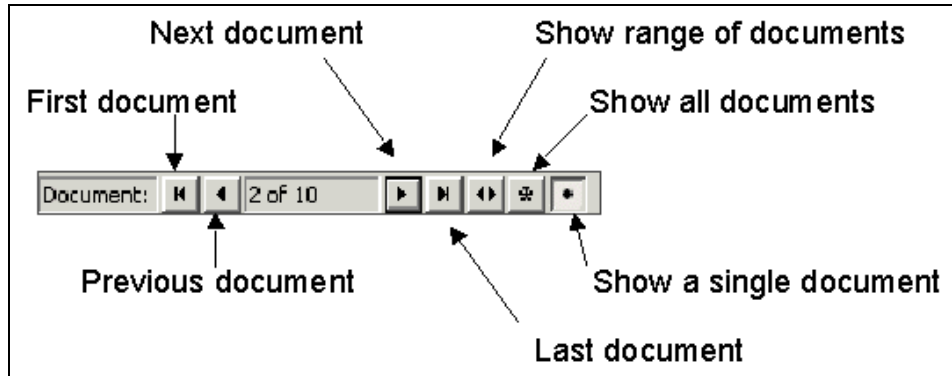 Next document
Show range of documents
First document
Show all documents
Document:
2 of 10
Previous document
Show a single document
Last document